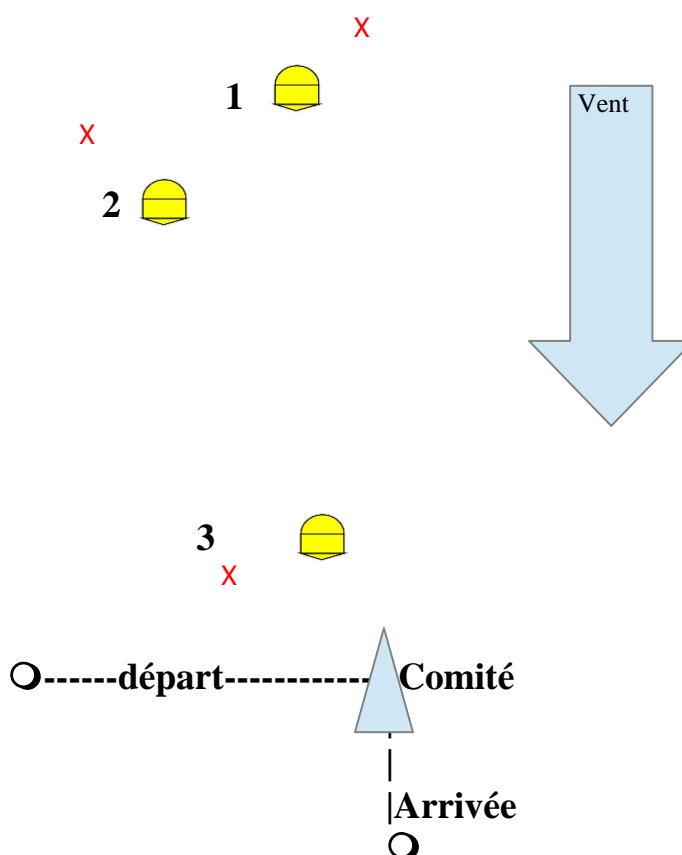 X
1
Vent
X
2
3
X
------départ------------
Comité
|
|
|Arrivée